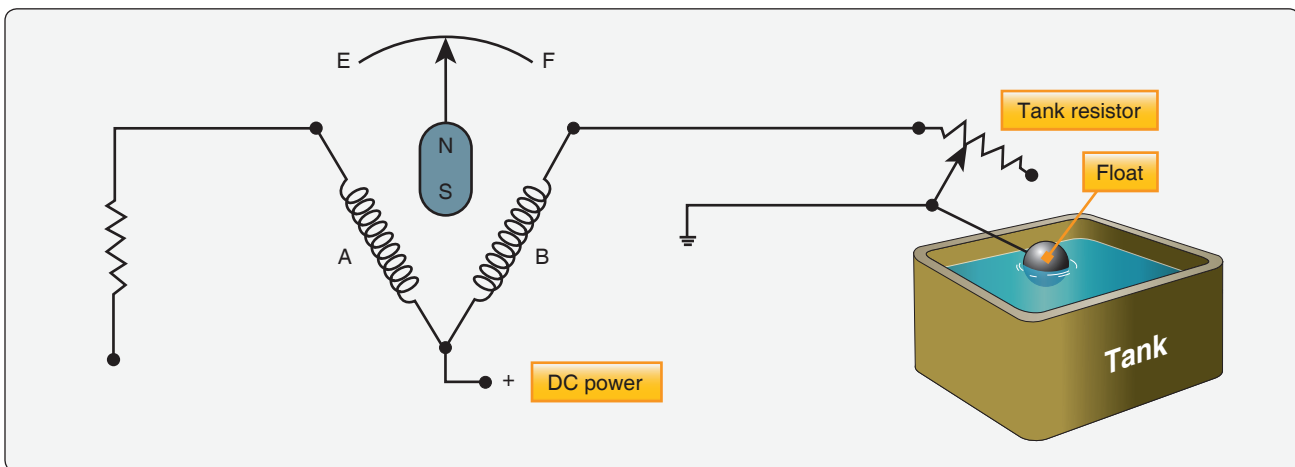 E
F
Tank resistor
N
Float
S
A
B
Tank
+
DC power